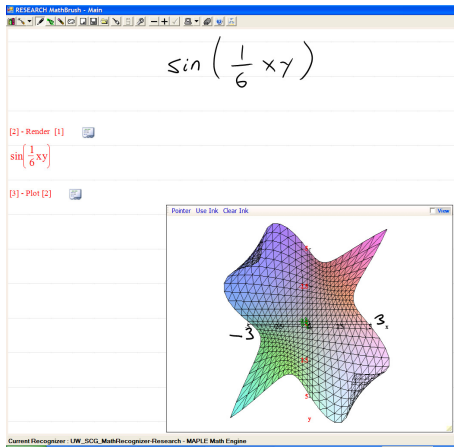 RESEARCH MathBrush - Main
sin ( 1/6 xy )
[2] - Render [1]
sin( 1/6 xy )
[3] - Plot [2]
Pointer Use Ink Clear Ink
View
-3
3
x
5
y
Current Recognizer : UW_SCG_MathRecognizer-Research - MAPLE Math Engine